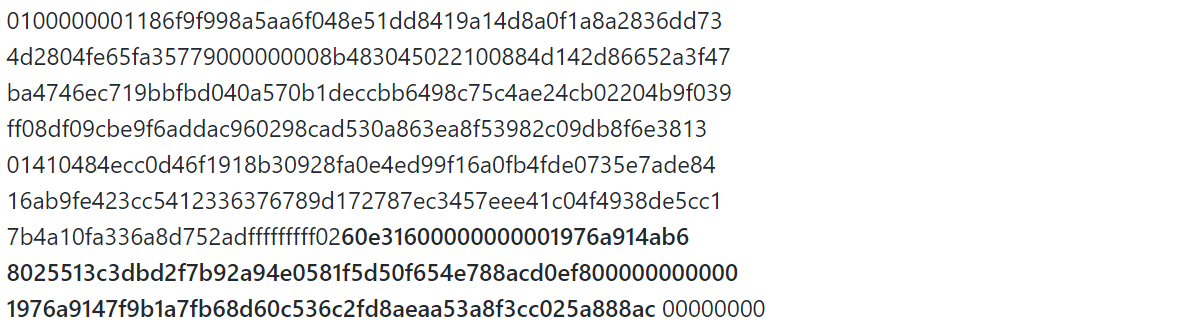 0100000001186f9f998a5aa6f048e51dd8419a14d8a0f1a8a2836dd73
4d2804fe65fa35779000000008b483045022100884d142d86652a3f47
ba4746ec719bbfbd040a570b1deccbb6498c75c4ae24cb02204b9f039
ff08df09cbe9f6addac960298cad530a863ea8f53982c09db8f6e3813
01410484ecc0d46f1918b30928fa0e4ed99f16a0fb4fde0735e7ade84
16ab9fe423cc5412336376789d172787ec3457eee41c04f4938de5cc1
7b4a10fa336a8d752adfffffffff0260e31600000000001976a914ab6
8025513c3dbd2f7b92a94e0581f5d50f654e788acd0ef800000000000
1976a9147f9b1a7fb68d60c536c2fd8aeaa53a8f3cc025a888ac 00000000